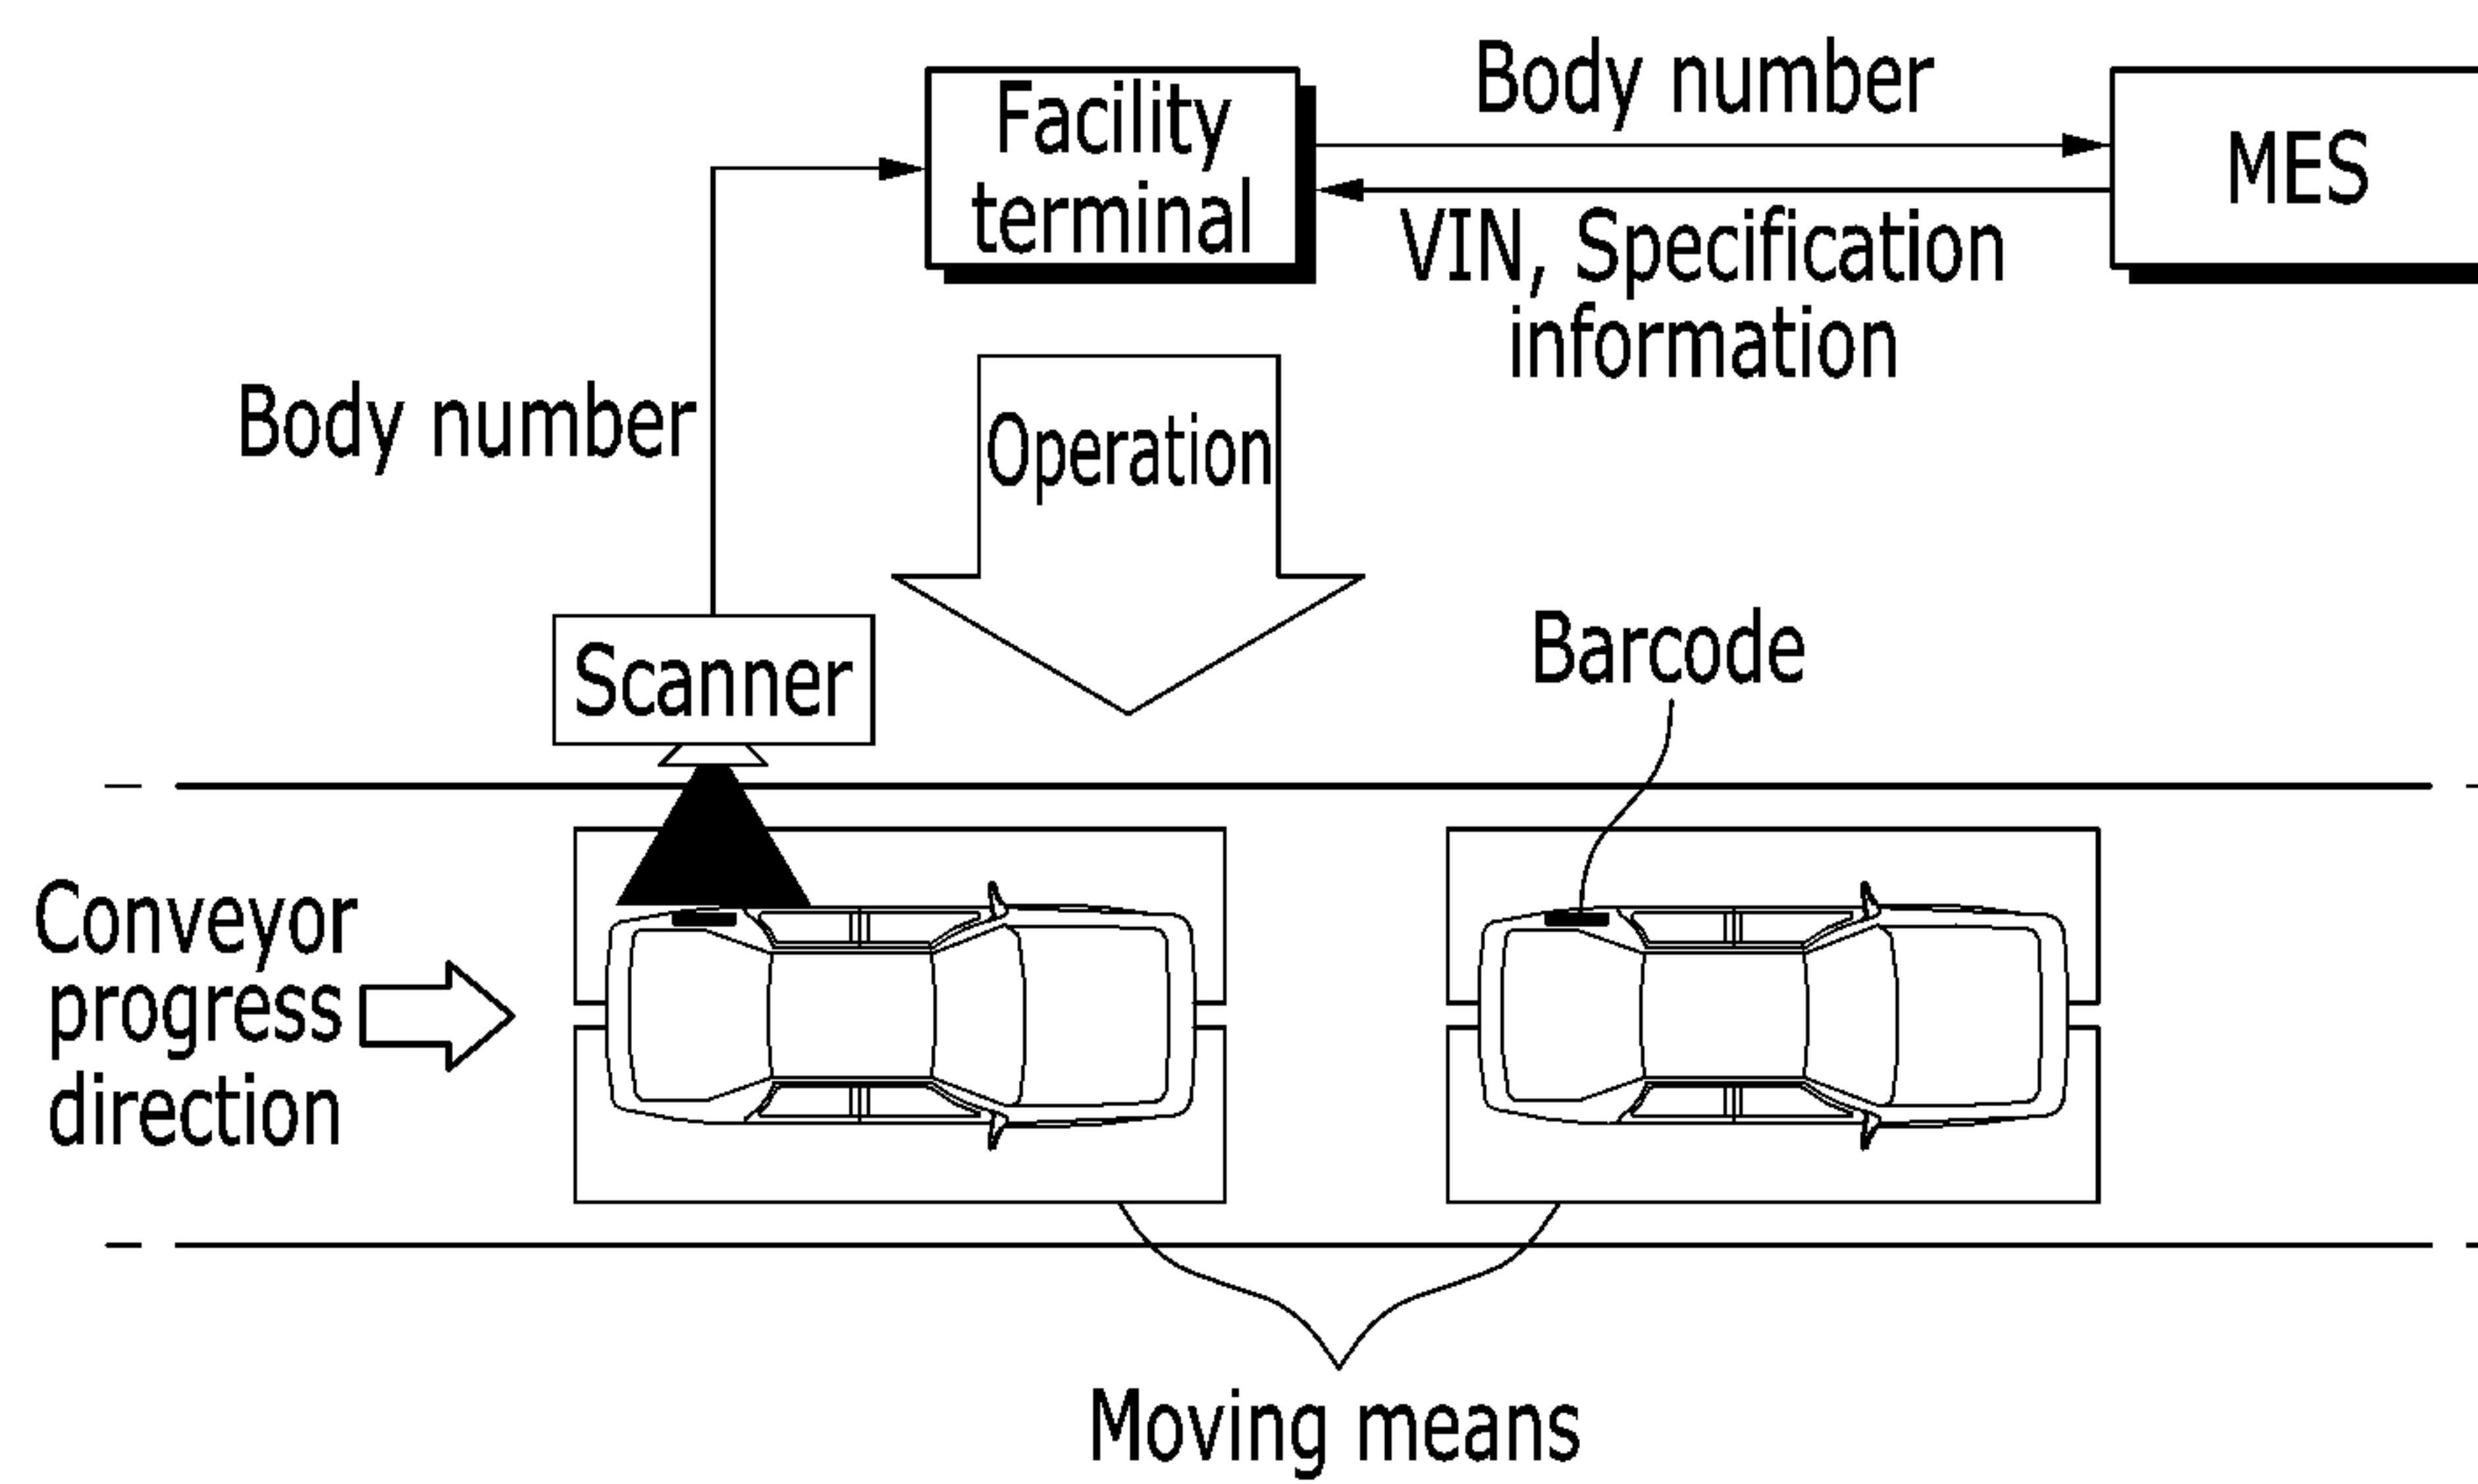 Facility
terminal
Body number
MES
VIN, Specification
information
Body number
Operation
Scanner
Barcode
Conveyor
progress
direction
Moving means